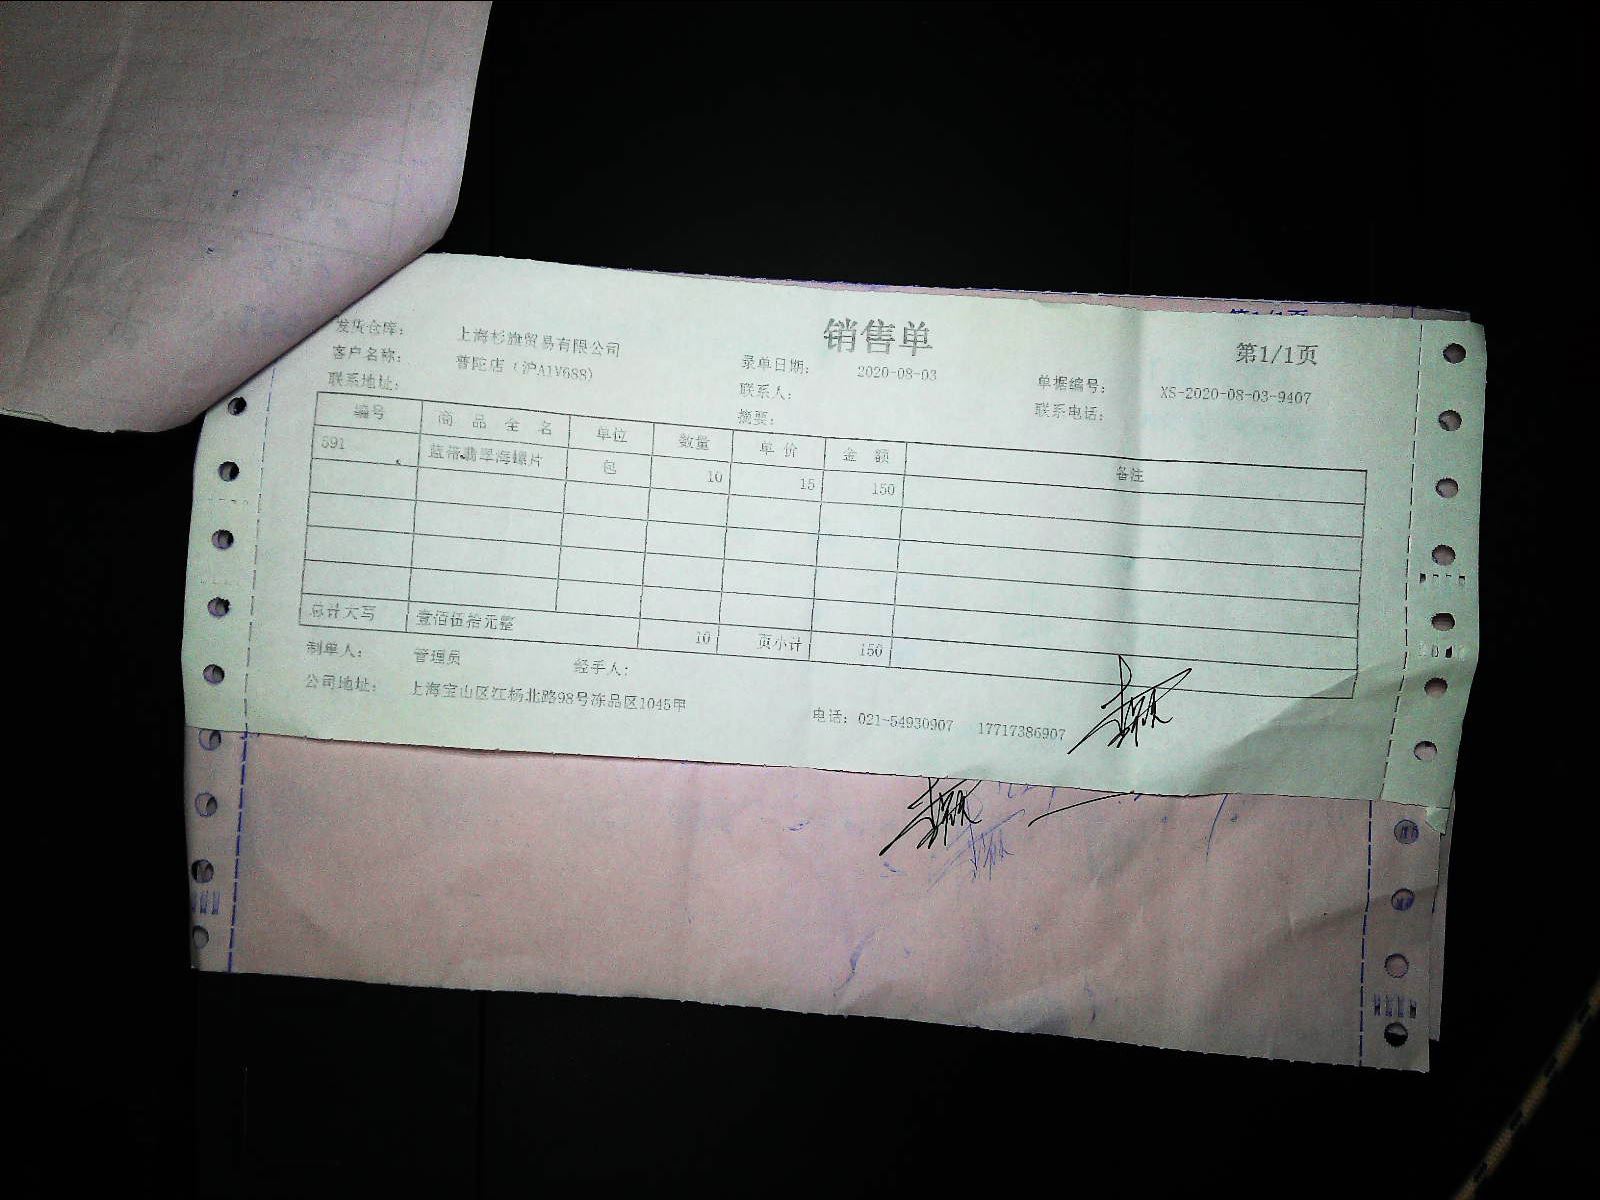 销售单
第1/1页
发货仓库： 上海杉旗贸易有限公司
客户名称： 普陀店（沪A1V688） 录单日期： 2020-08-03 单据编号： XS-2020-08-03-9407
联系地址： 联系人： 联系电话：
摘要：
编号 商品全名 单位 数量 单价 金额 备注
591 蓝带翡翠海螺片 包 10 15 150
总计大写 壹佰伍拾元整 10 页小计 150
制单人： 管理员 经手人：
公司地址： 上海宝山区江杨北路98号冻品区1045甲 电话：021-54930907 17717386907